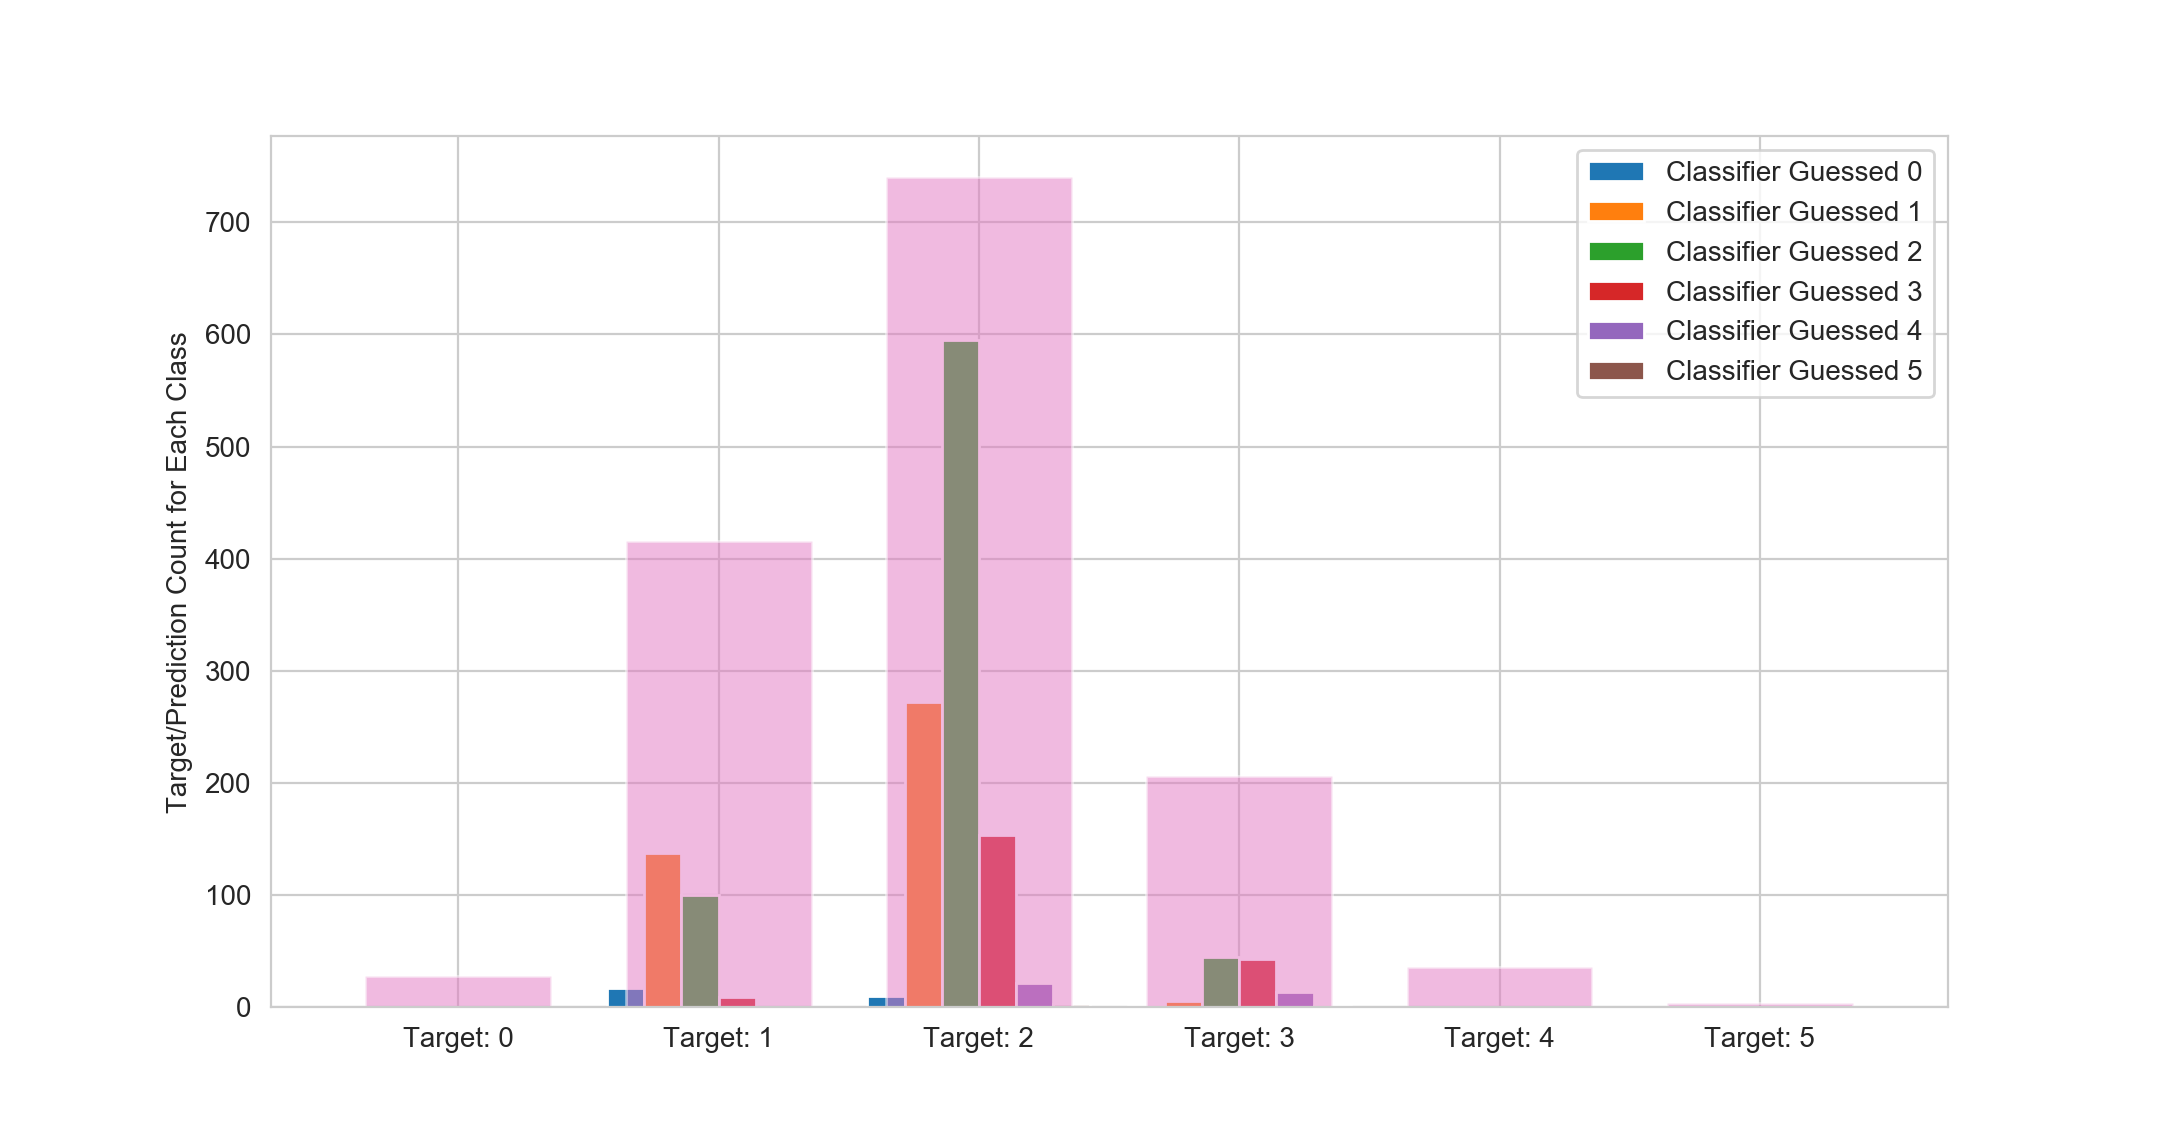 Classifier Guessed 0
Classifier Guessed 1
Classifier Guessed 2
Classifier Guessed 3
Classifier Guessed 4
Classifier Guessed 5
Target/Prediction Count for Each Class
700
600
500
400
300
200
100
0
Target: 0
Target: 1
Target: 2
Target: 3
Target: 4
Target: 5